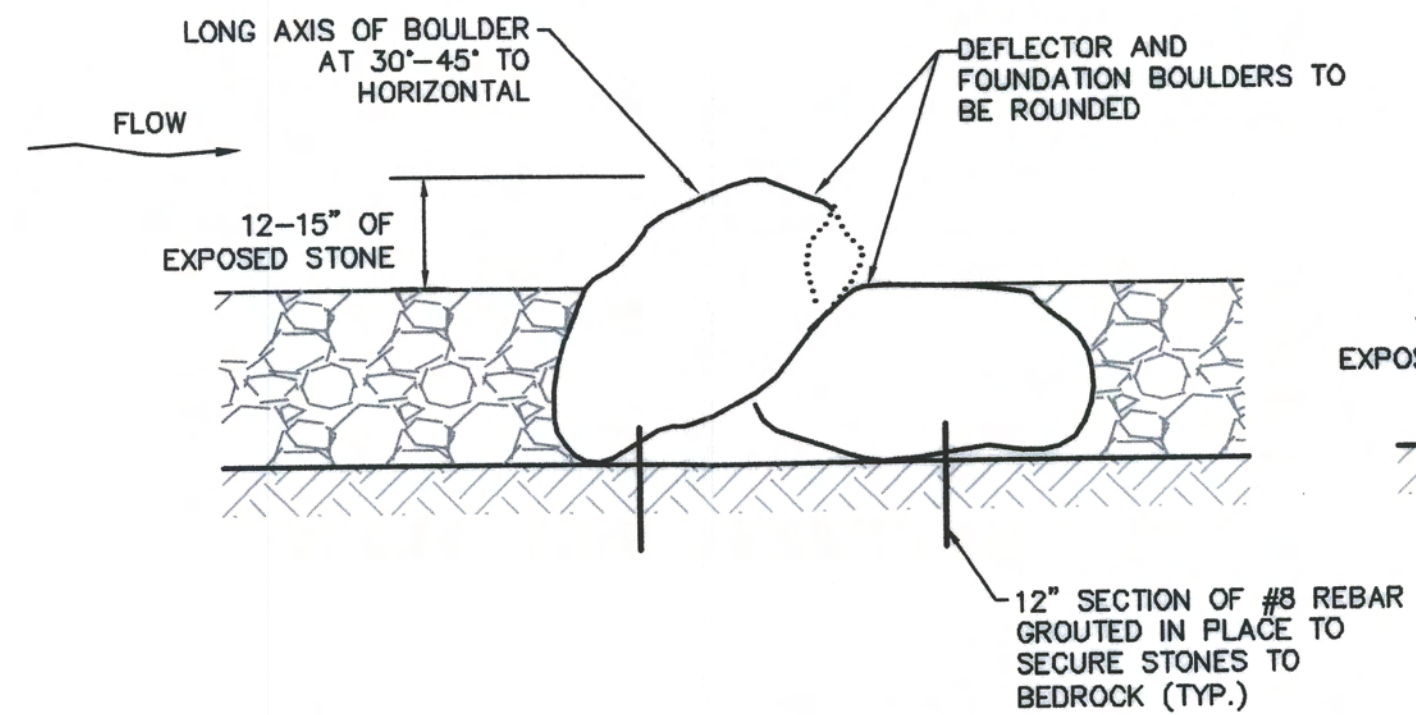 LONG AXIS OF BOULDER
AT 30°-45° TO
HORIZONTAL
DEFLECTOR AND
FOUNDATION BOULDERS TO
BE ROUNDED
FLOW
12-15" OF
EXPOSED STONE
EXPOS
12" SECTION OF #8 REBAR
GROUTED IN PLACE TO
SECURE STONES TO
BEDROCK (TYP.)